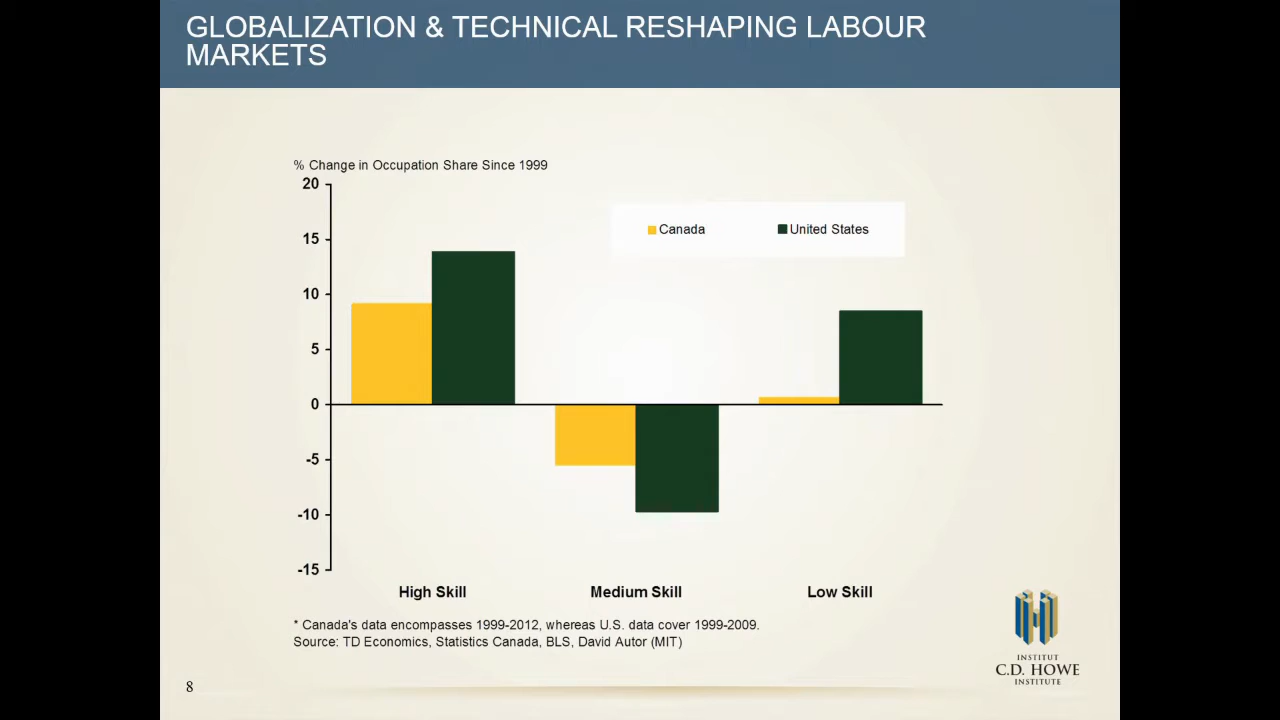 GLOBALIZATION & TECHNICAL RESHAPING LABOUR
MARKETS
% Change in Occupation Share Since 1999
20
15
10
5
0
-5
-10
-15
Canada
United States
High Skill
Medium Skill
Low Skill
* Canada's data encompasses 1999-2012, whereas U.S. data cover 1999-2009.
Source: TD Economics, Statistics Canada, BLS, David Autor (MIT)
INSTITUT
C.D. HOWE
INSTITUTE
8